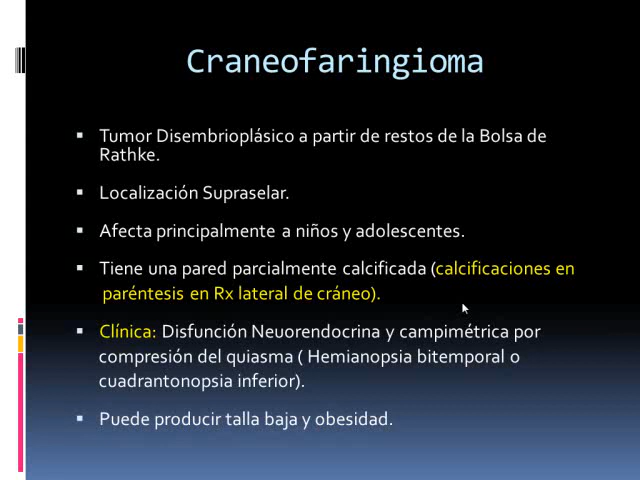 Craneofaringioma
▪ Tumor Disembrioplásico a partir de restos de la Bolsa de
Rathke.
▪ Localización Supraselar.
▪ Afecta principalmente a niños y adolescentes.
▪ Tiene una pared parcialmente calcificada (calcificaciones en
paréntesis en Rx lateral de cráneo).
▪ Clínica: Disfunción Neuorendocrina y campimétrica por
compresión del quiasma ( Hemianopsia bitemporal o
cuadrantonopsia inferior).
▪ Puede producir talla baja y obesidad.